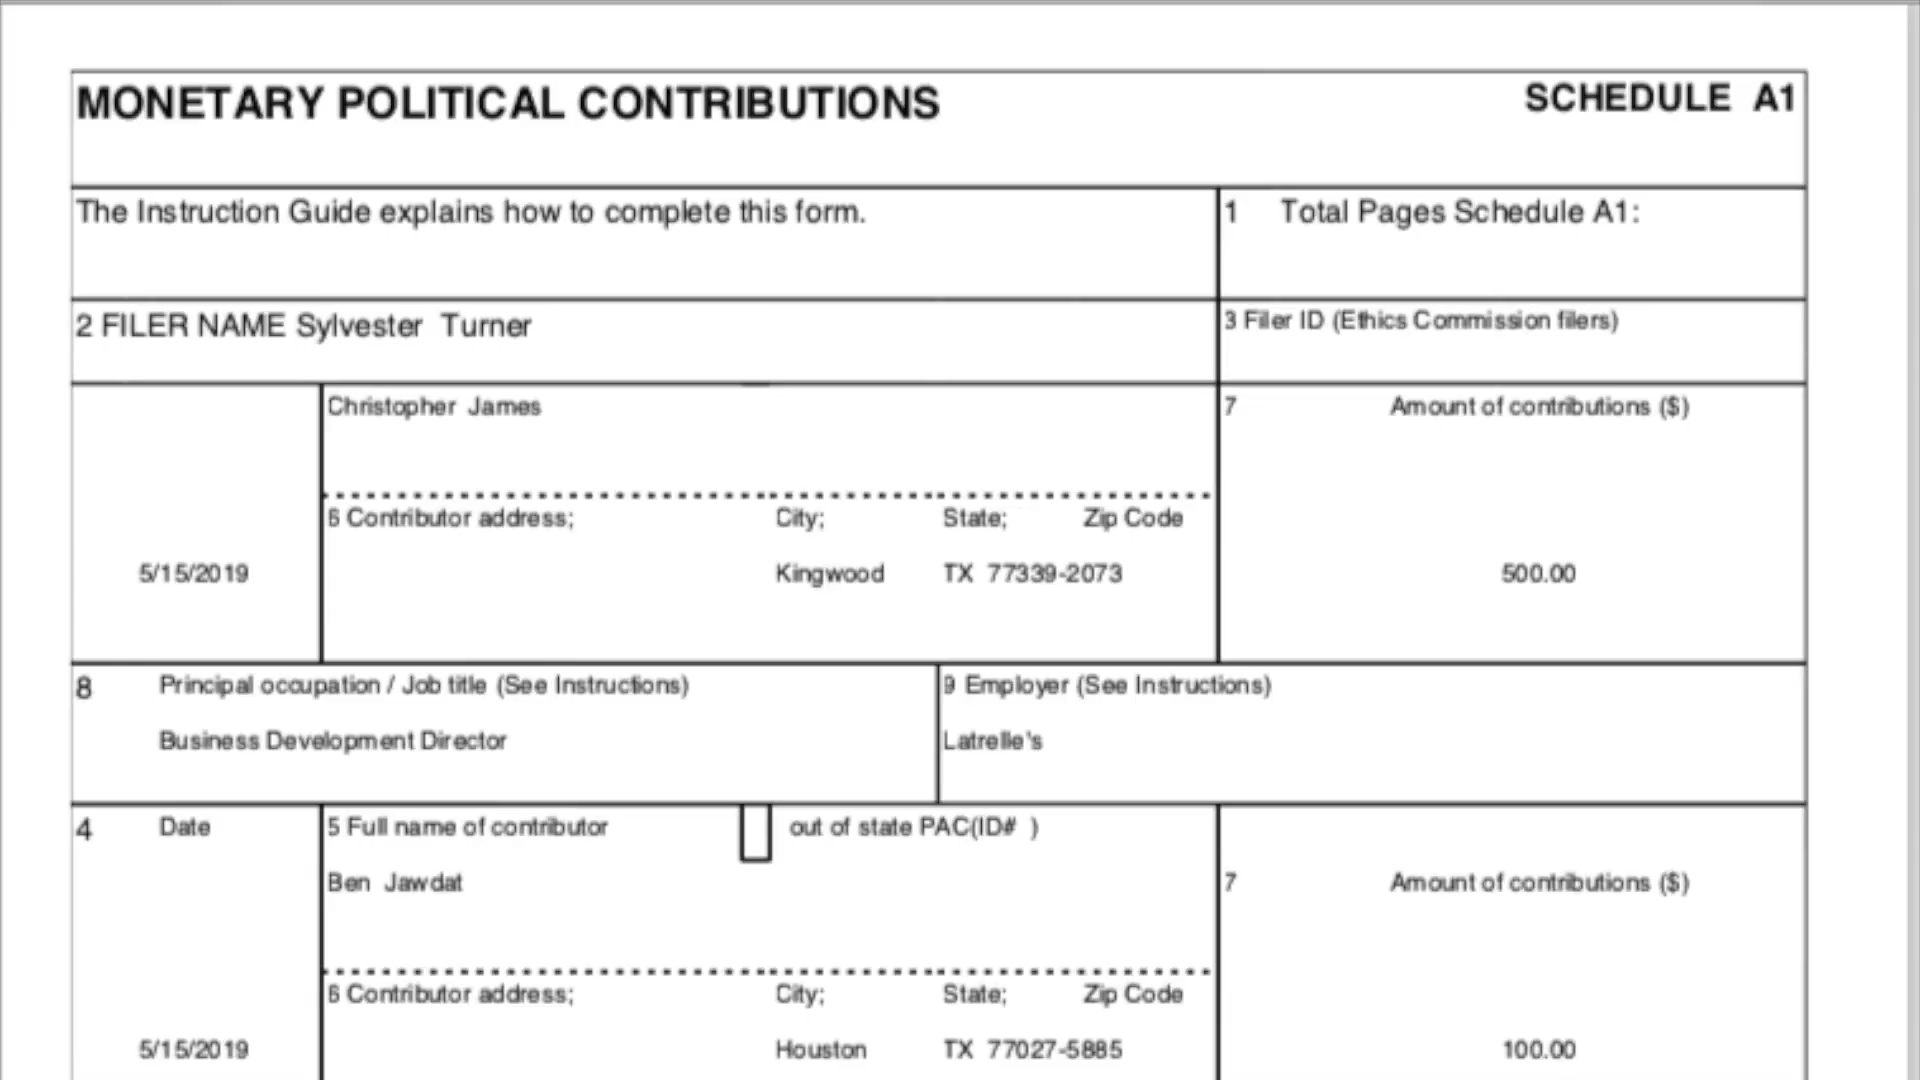 MONETARY POLITICAL CONTRIBUTIONS SCHEDULE A1
The Instruction Guide explains how to complete this form. 1 Total Pages Schedule A1:
2 FILER NAME Sylvester Turner 3 Filer ID (Ethics Commission filers)
Christopher James 7 Amount of contributions ($)
6 Contributor address; City; State; Zip Code
5/15/2019 Kingwood TX 77339-2073 500.00
8 Principal occupation / Job title (See Instructions) 9 Employer (See Instructions)
Business Development Director Latrelle's
4 Date 5 Full name of contributor out of state PAC(ID# )
Ben Jawdat 7 Amount of contributions ($)
6 Contributor address; City; State; Zip Code
5/15/2019 Houston TX 77027-5885 100.00